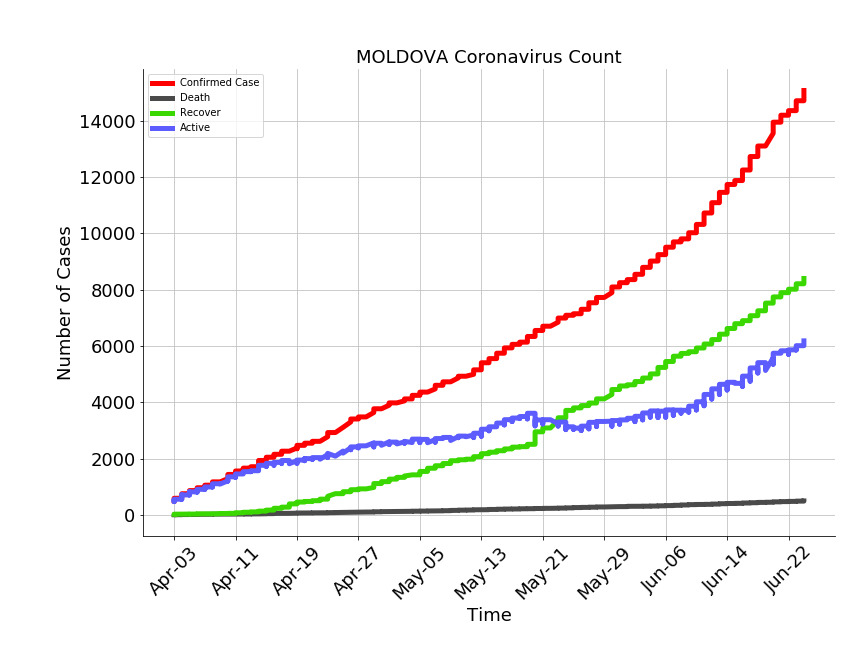 MOLDOVA Coronavirus Count
Confirmed Case
Death
Recover
Active
Number of Cases
14000
12000
10000
8000
6000
4000
2000
0
Apr-03
Apr-11
Apr-19
Apr-27
May-05
May-13
May-21
May-29
Jun-06
Jun-14
Jun-22
Time